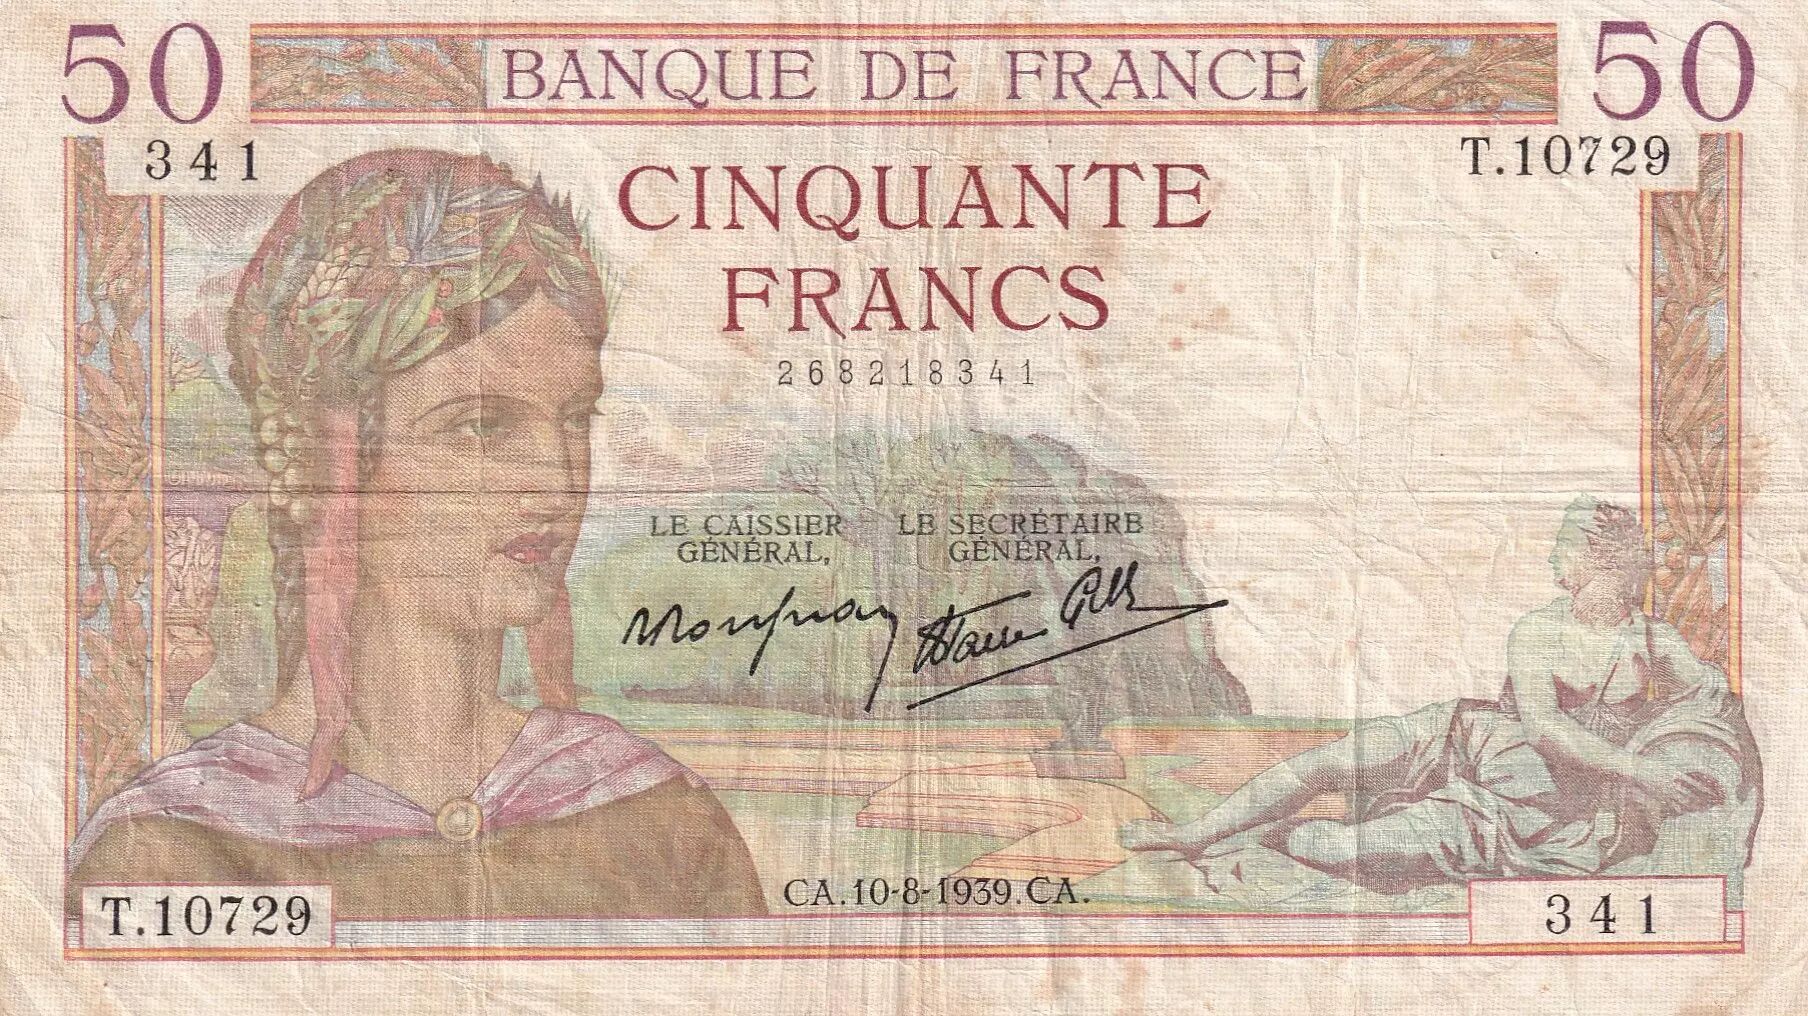 50 BANQUE DE FRANCE 50
341 T.10729
CINQUANTE
FRANCS
268218341
LE CAISSIER GÉNÉRAL,
LE SECRÉTAIRE GÉNÉRAL,
CA.10-8-1939.CA.
T.10729 341